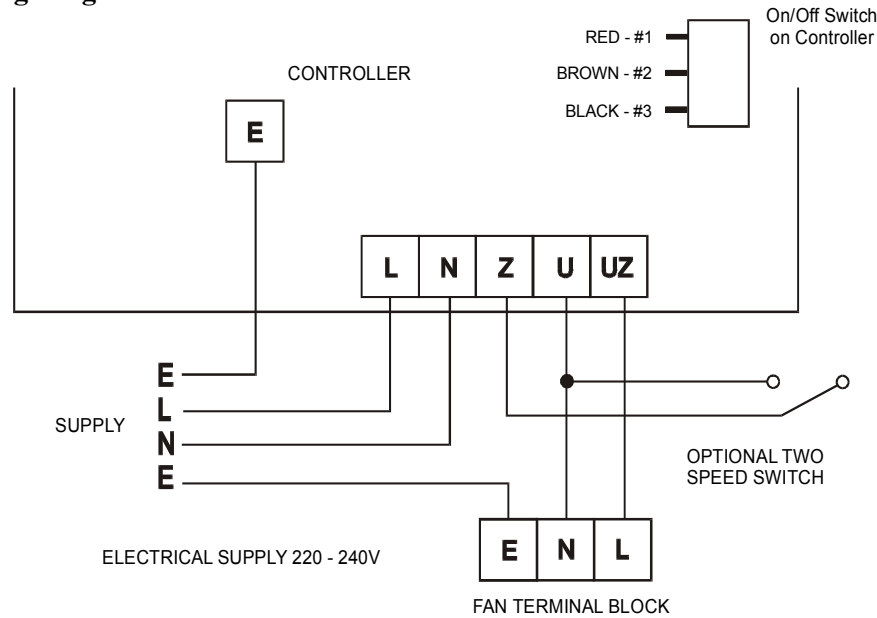 On/Off Switch
on Controller
RED - #1
BROWN - #2
BLACK - #3
CONTROLLER
E
L N Z U UZ
SUPPLY
E
L
N
E
OPTIONAL TWO
SPEED SWITCH
E N L
ELECTRICAL SUPPLY 220 - 240V
FAN TERMINAL BLOCK